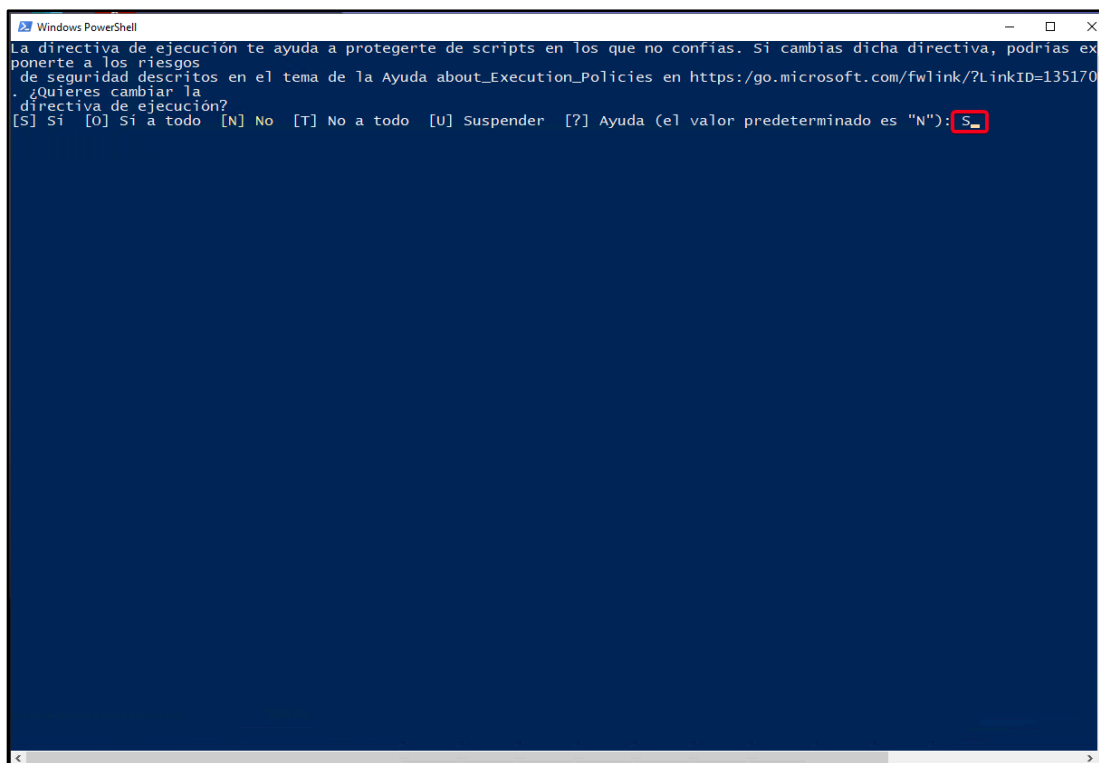 Windows PowerShell
La directiva de ejecución te ayuda a protegerte de scripts en los que no confías. Si cambias dicha directiva, podrías ex
ponerte a los riesgos
de seguridad descritos en el tema de la Ayuda about_Execution_Policies en https:/go.microsoft.com/fwlink/?LinkID=135170
. ¿Quieres cambiar la
directiva de ejecución?
[S] Sí  [O] Sí a todo  [N] No  [T] No a todo  [U] Suspender  [?] Ayuda (el valor predeterminado es "N"): S